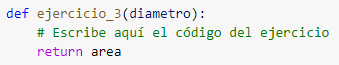 def ejercicio_3(diametro):
    # Escribe aquí el código del ejercicio
    return area